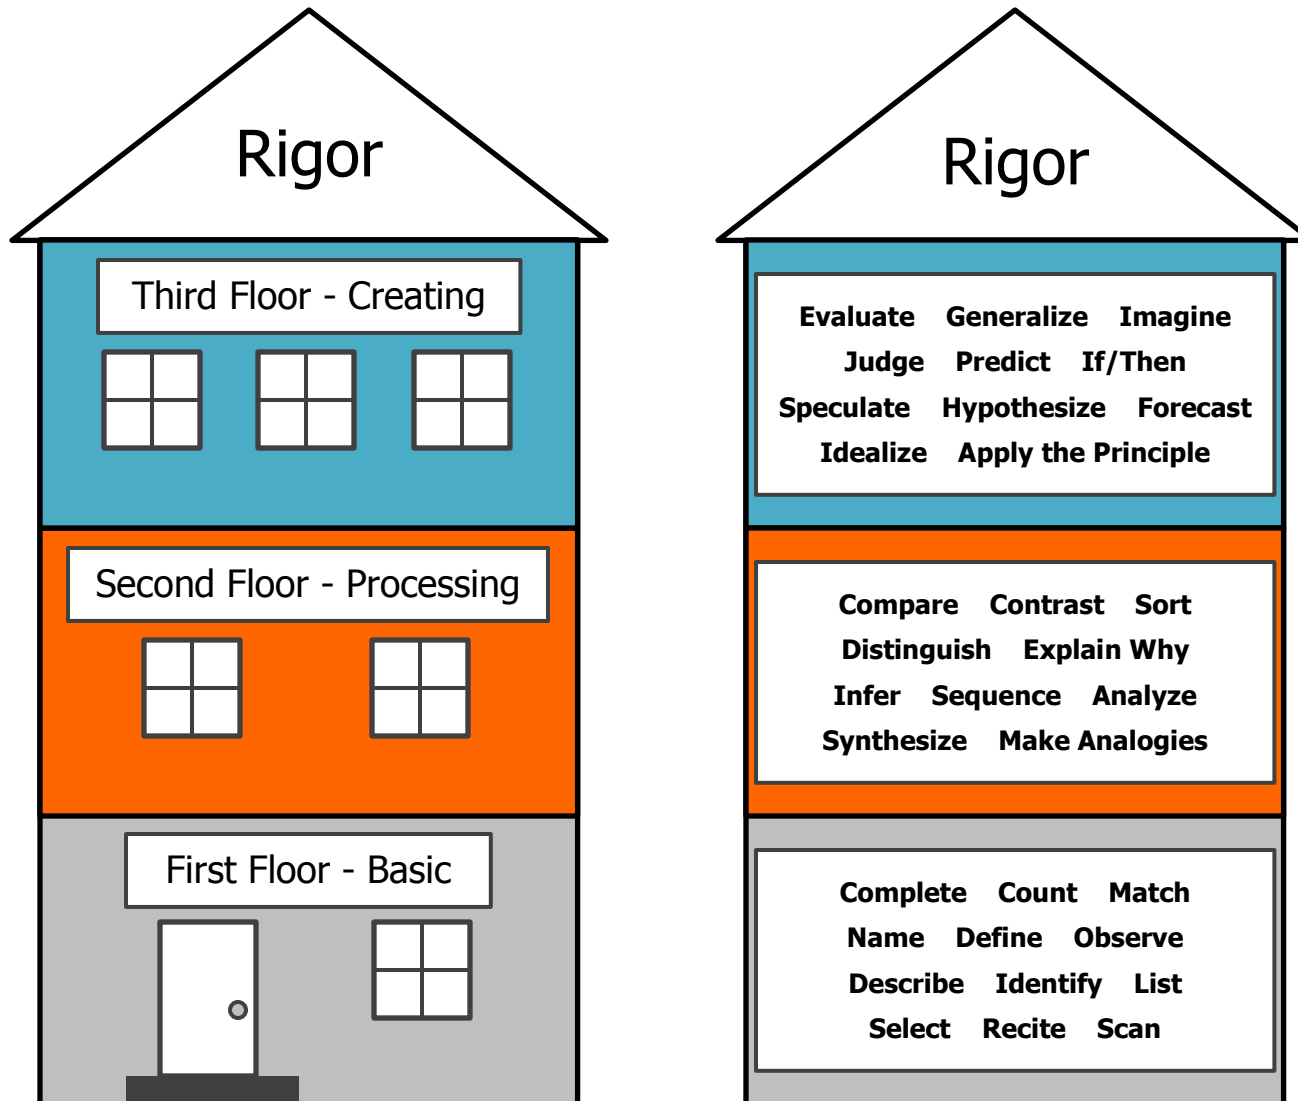 Rigor
Third Floor - Creating
Second Floor - Processing
First Floor - Basic
Rigor
Evaluate Generalize Imagine
Judge Predict If/Then
Speculate Hypothesize Forecast
Idealize Apply the Principle
Compare Contrast Sort
Distinguish Explain Why
Infer Sequence Analyze
Synthesize Make Analogies
Complete Count Match
Name Define Observe
Describe Identify List
Select Recite Scan